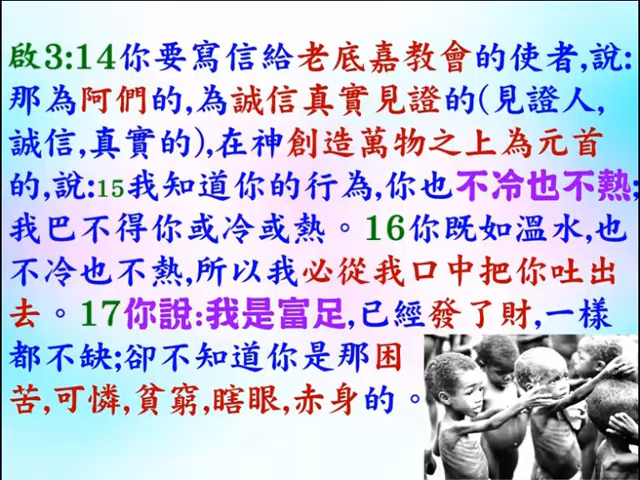 啟3:14你要寫信給老底嘉教會的使者,說:
那為阿們的,為誠信真實見證的(見證人,
誠信,真實的),在神創造萬物之上為元首
的,說:15我知道你的行為,你也不冷也不熱;
我巴不得你或冷或熱。16你既如溫水,也
不冷也不熱,所以我必從我口中把你吐出
去。17你說:我是富足,已經發了財,一樣
都不缺;卻不知道你是那困
苦,可憐,貧窮,瞎眼,赤身的。